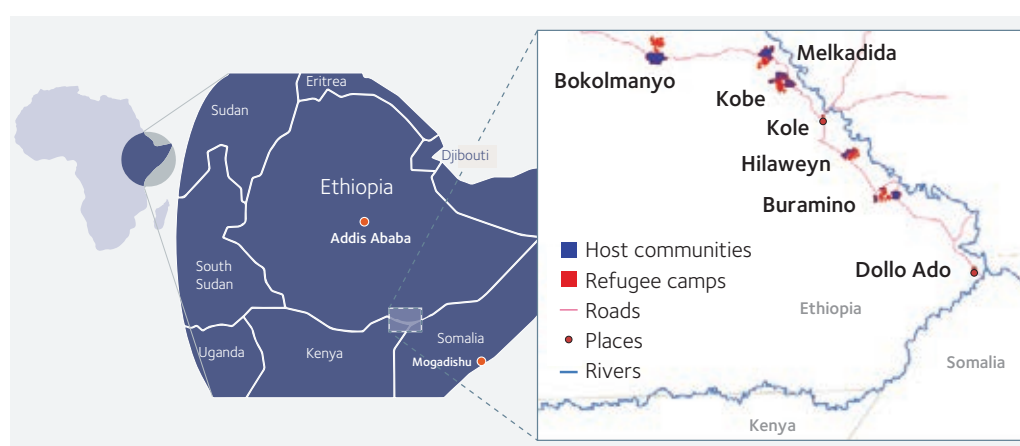 Eritrea
Sudan
Djibouti
Ethiopia
Addis Ababa
South
Sudan
Uganda
Kenya
Somalia
Mogadishu
Bokolmanyo
Melkadida
Kobe
Kole
Hilaweyn
Buramino
Dollo Ado
Host communities
Refugee camps
Roads
Places
Rivers
Ethiopia
Somalia
Kenya